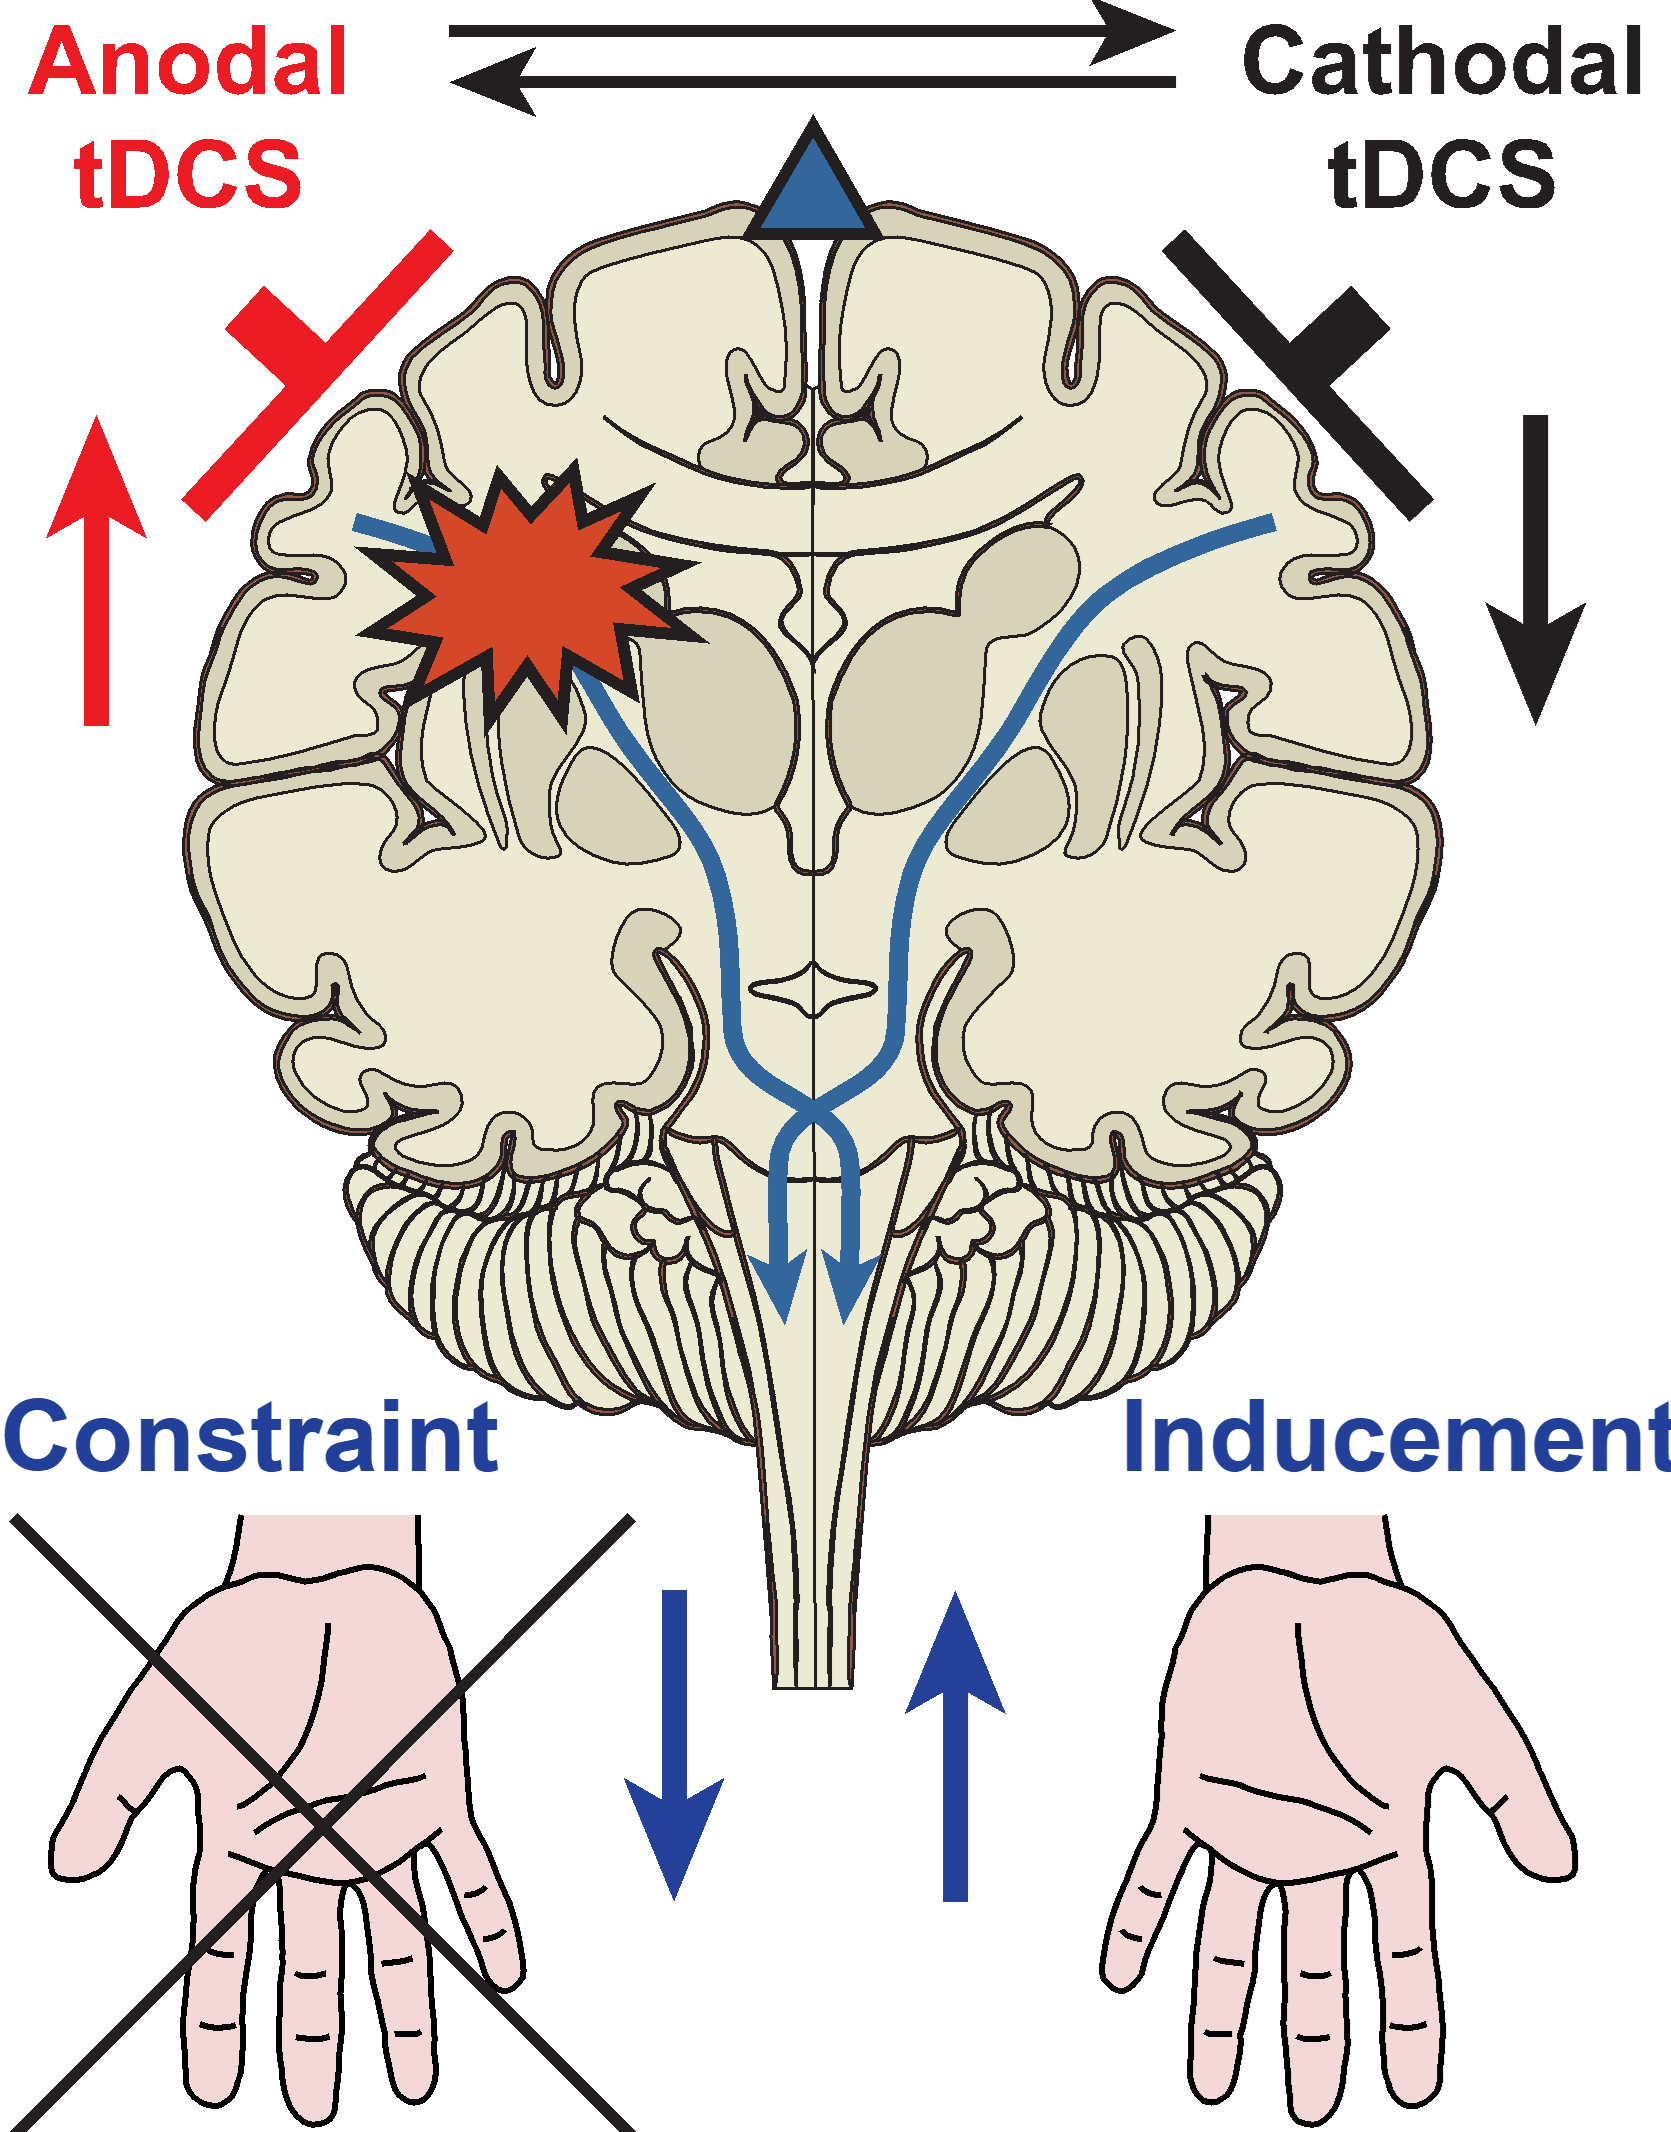 Anodal
tDCS
Cathodal
tDCS
Constraint
Inducement